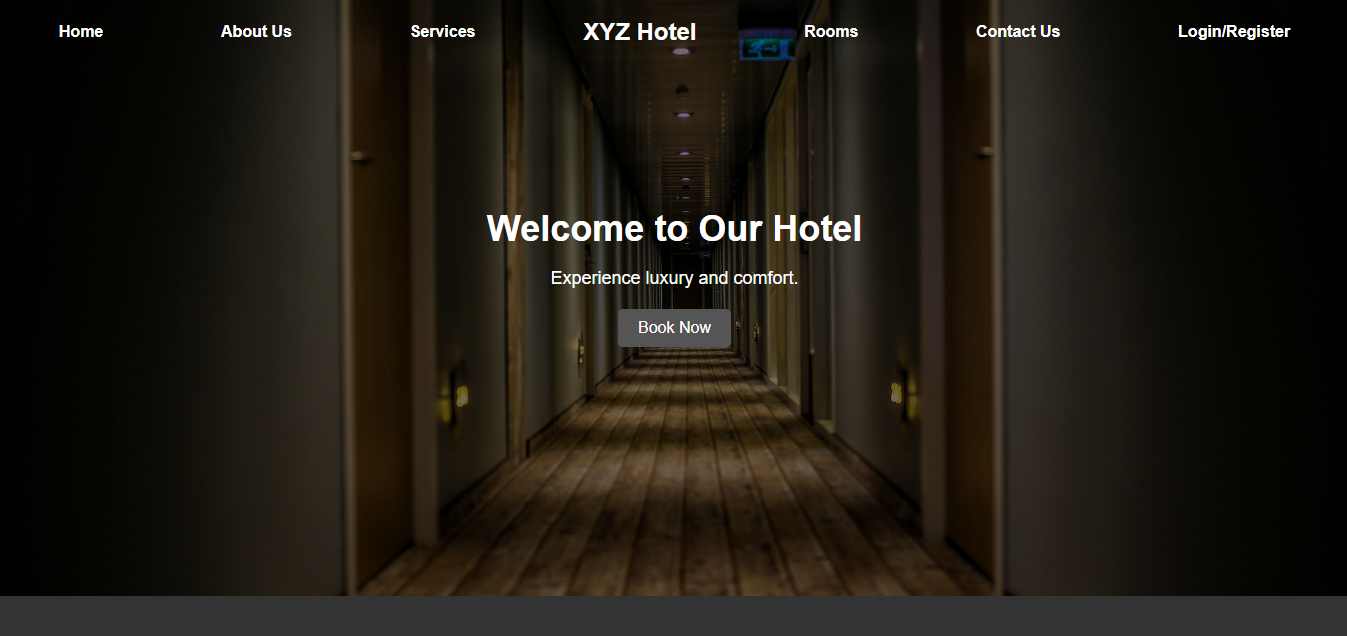 Home About Us Services XYZ Hotel Rooms Contact Us Login/Register
Welcome to Our Hotel
Experience luxury and comfort.
Book Now